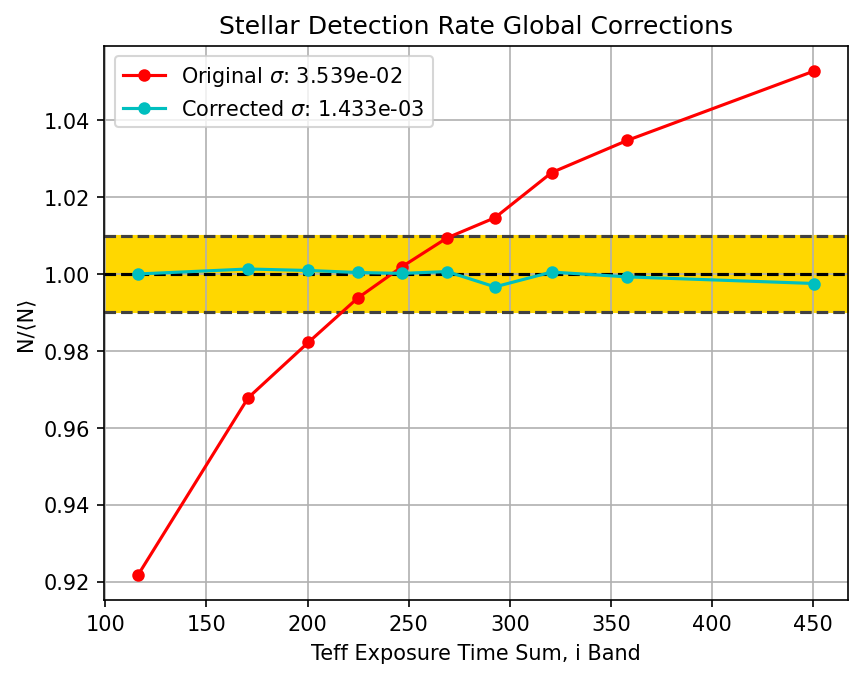 Stellar Detection Rate Global Corrections
Original σ: 3.539e-02
Corrected σ: 1.433e-03
N/⟨N⟩
1.04
1.02
1.00
0.98
0.96
0.94
0.92
100 150 200 250 300 350 400 450
Teff Exposure Time Sum, i Band